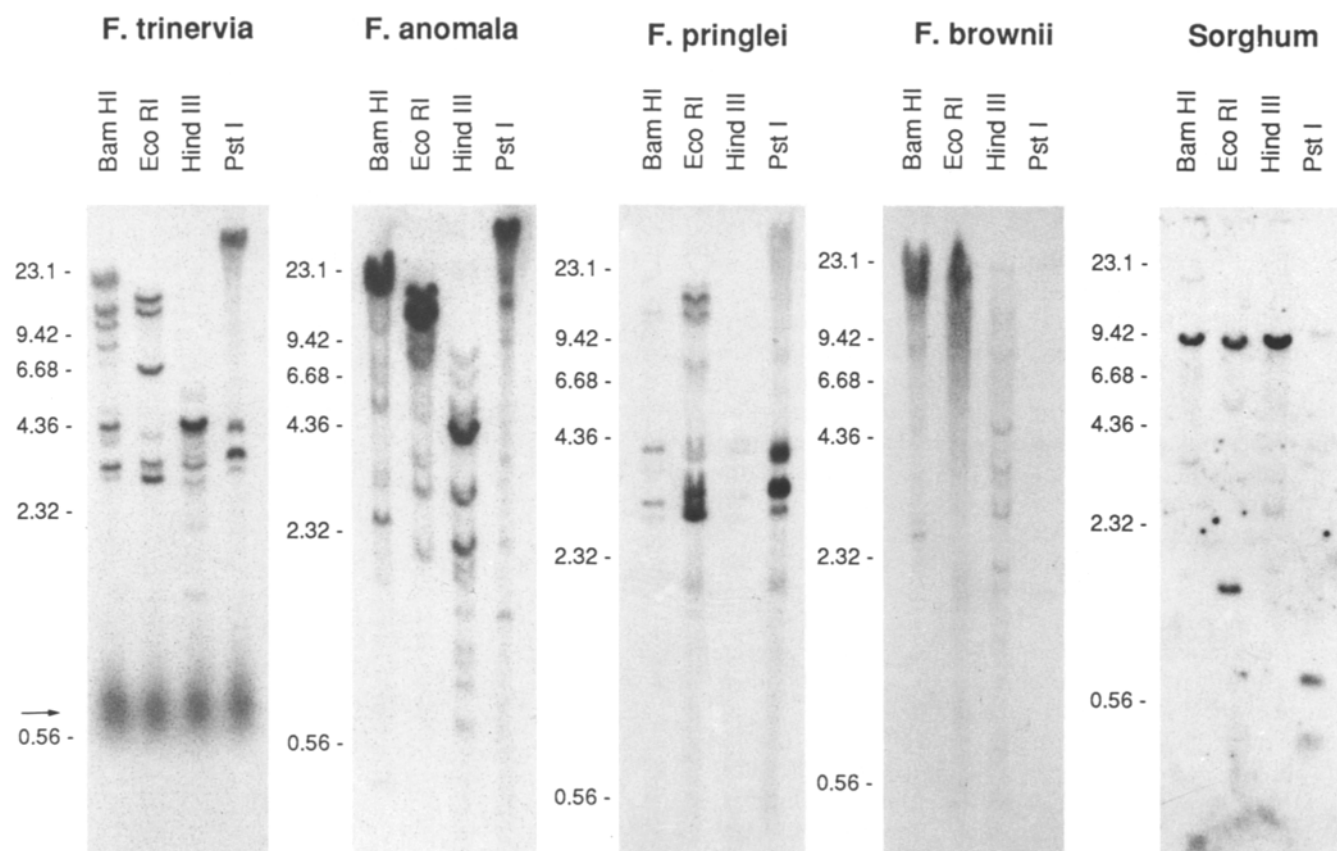 F. trinervia
F. anomala
F. pringlei
F. brownii
Sorghum
Bam HI
Eco RI
Hind III
Pst I
Bam HI
Eco RI
Hind III
Pst I
Bam HI
Eco RI
Hind III
Pst I
Bam HI
Eco RI
Hind III
Pst I
Bam HI
Eco RI
Hind III
Pst I
23.1 -
9.42 -
6.68 -
4.36 -
2.32 -
0.56 -
23.1 -
9.42 -
6.68 -
4.36 -
2.32 -
0.56 -
23.1 -
9.42 -
6.68 -
4.36 -
2.32 -
0.56 -
23.1 -
9.42 -
6.68 -
4.36 -
2.32 -
0.56 -
23.1 -
9.42 -
6.68 -
4.36 -
2.32 -
0.56 -